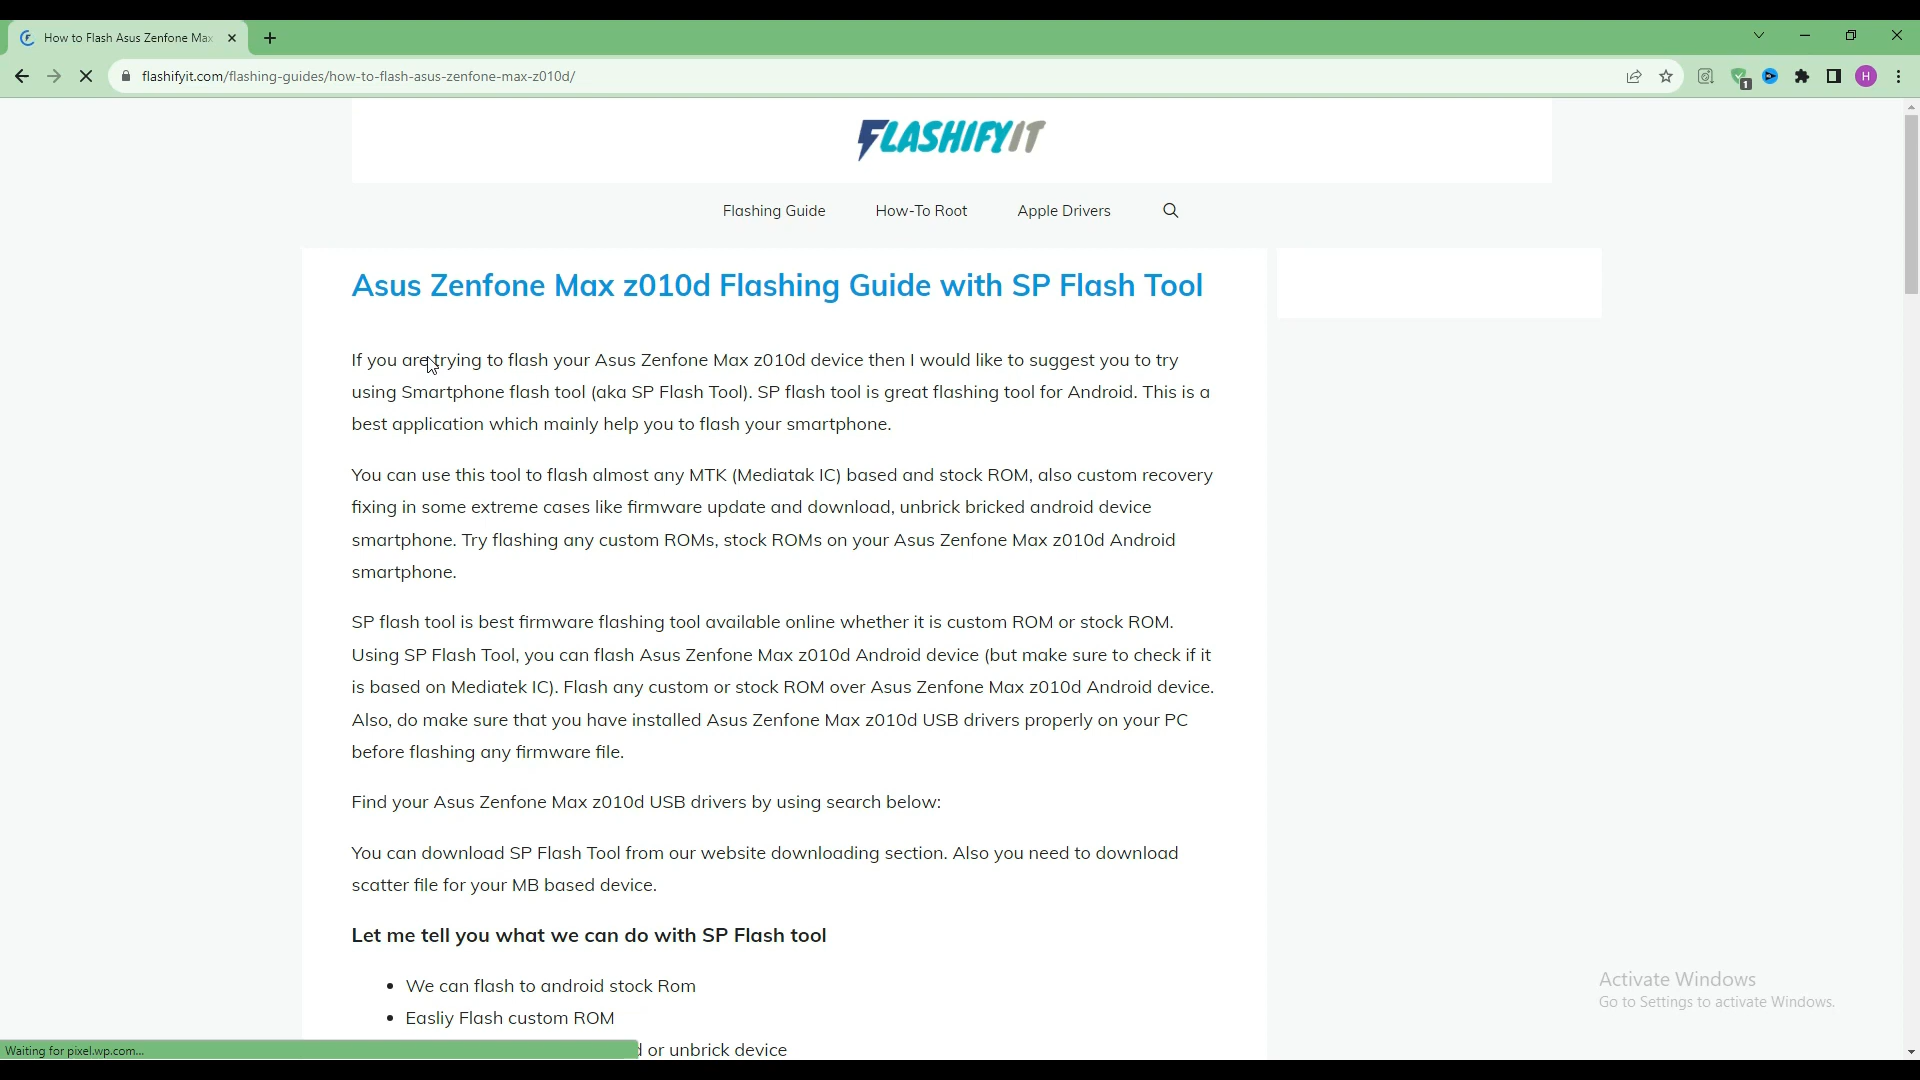 How to Flash Asus Zenfone Max
flashifyit.com/flashing-guides/how-to-flash-asus-zenfone-max-z010d/
1
H
FLASHIFYIT
Flashing Guide How-To Root Apple Drivers
Asus Zenfone Max z010d Flashing Guide with SP Flash Tool
If you are trying to flash your Asus Zenfone Max z010d device then I would like to suggest you to try
using Smartphone flash tool (aka SP Flash Tool). SP flash tool is great flashing tool for Android. This is a
best application which mainly help you to flash your smartphone.
You can use this tool to flash almost any MTK (Mediatak IC) based and stock ROM, also custom recovery
fixing in some extreme cases like firmware update and download, unbrick bricked android device
smartphone. Try flashing any custom ROMs, stock ROMs on your Asus Zenfone Max z010d Android
smartphone.
SP flash tool is best firmware flashing tool available online whether it is custom ROM or stock ROM.
Using SP Flash Tool, you can flash Asus Zenfone Max z010d Android device (but make sure to check if it
is based on Mediatek IC). Flash any custom or stock ROM over Asus Zenfone Max z010d Android device.
Also, do make sure that you have installed Asus Zenfone Max z010d USB drivers properly on your PC
before flashing any firmware file.
Find your Asus Zenfone Max z010d USB drivers by using search below:
You can download SP Flash Tool from our website downloading section. Also you need to download
scatter file for your MB based device.
Let me tell you what we can do with SP Flash tool
• We can flash to android stock Rom
• Easliy Flash custom ROM
or unbrick device
Activate Windows
Go to Settings to activate Windows.
Waiting for pixel.wp.com...